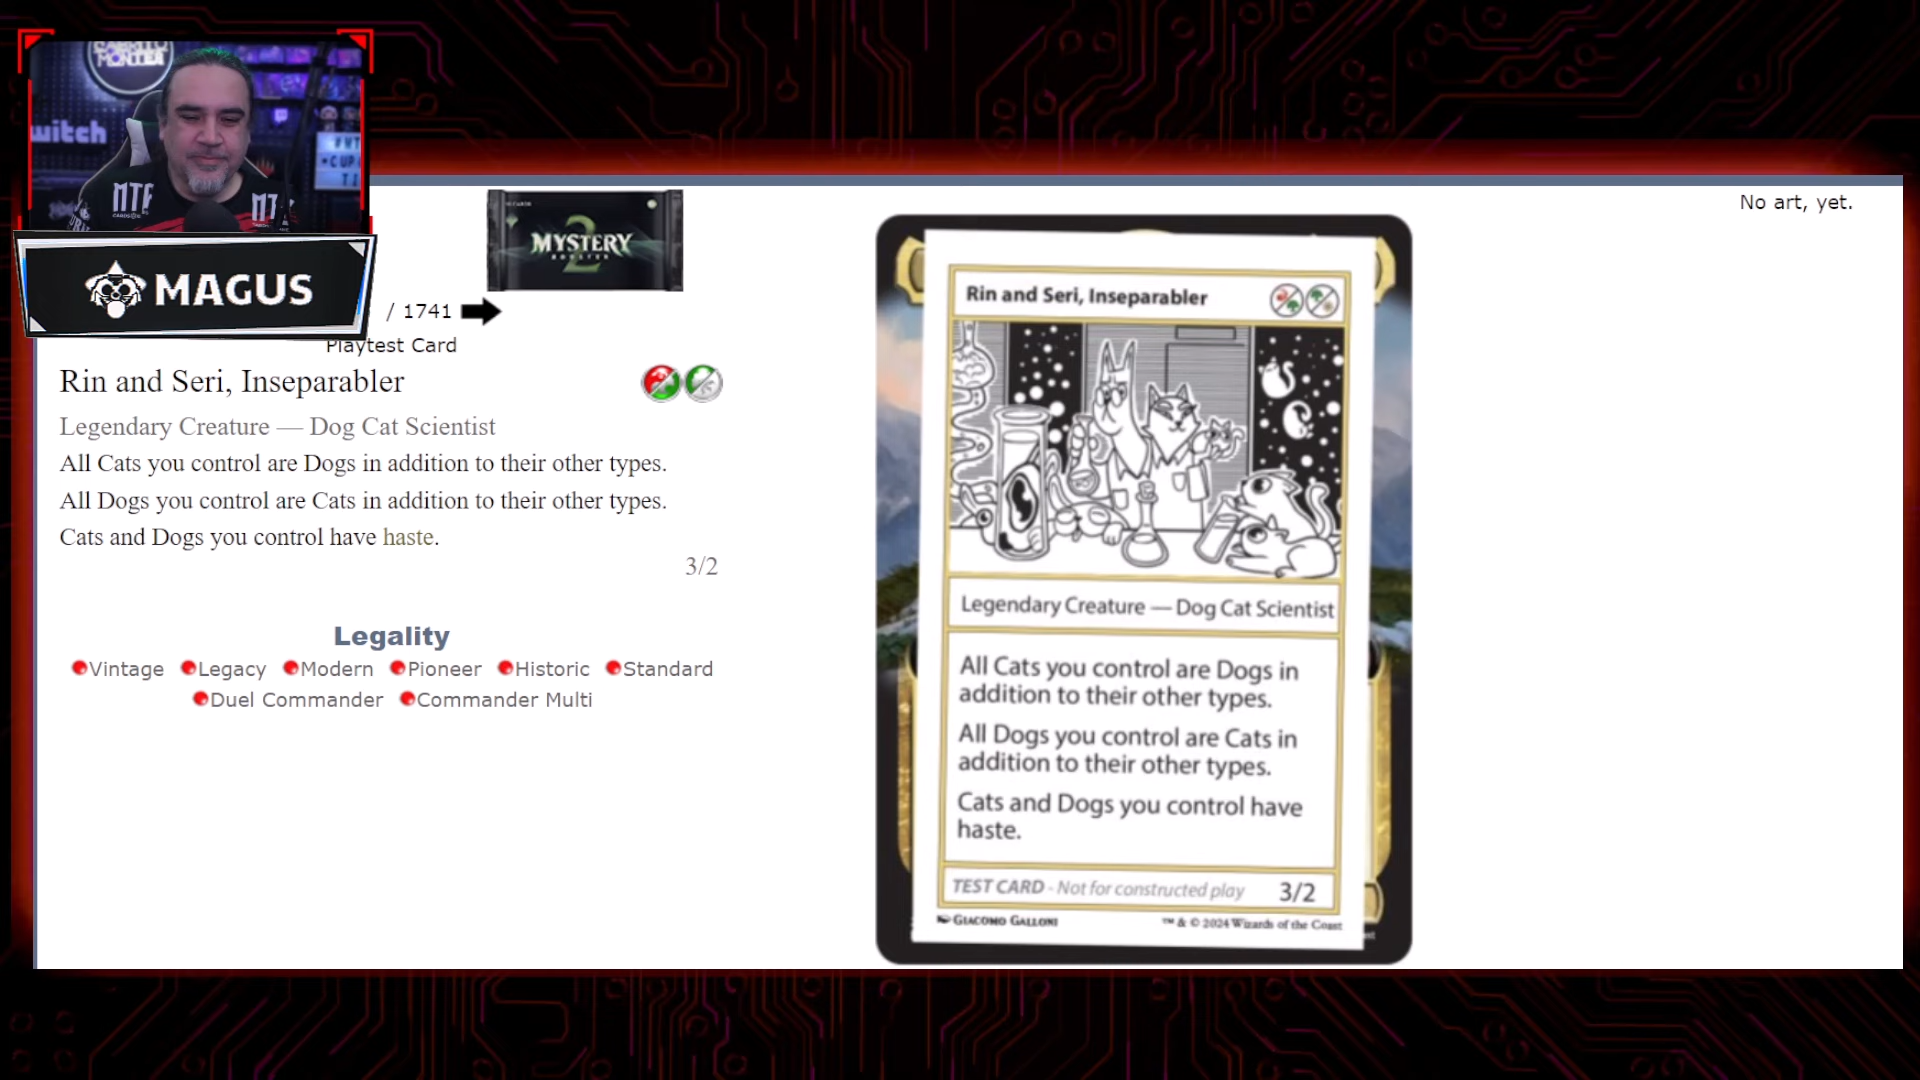 witch
MTF
MAGUS
MYSTERY
2
BOOSTER
No art, yet.
/ 1741
Playtest Card
Rin and Seri, Inseparabler
Legendary Creature — Dog Cat Scientist
All Cats you control are Dogs in addition to their other types.
All Dogs you control are Cats in addition to their other types.
Cats and Dogs you control have haste.
3/2
Legality
Vintage Legacy Modern Pioneer Historic Standard
Duel Commander Commander Multi
Rin and Seri, Inseparabler
Legendary Creature — Dog Cat Scientist
All Cats you control are Dogs in
addition to their other types.
All Dogs you control are Cats in
addition to their other types.
Cats and Dogs you control have
haste.
TEST CARD - Not for constructed play 3/2
GIACOMO GALLONI ™ & © 2024 Wizards of the Coast